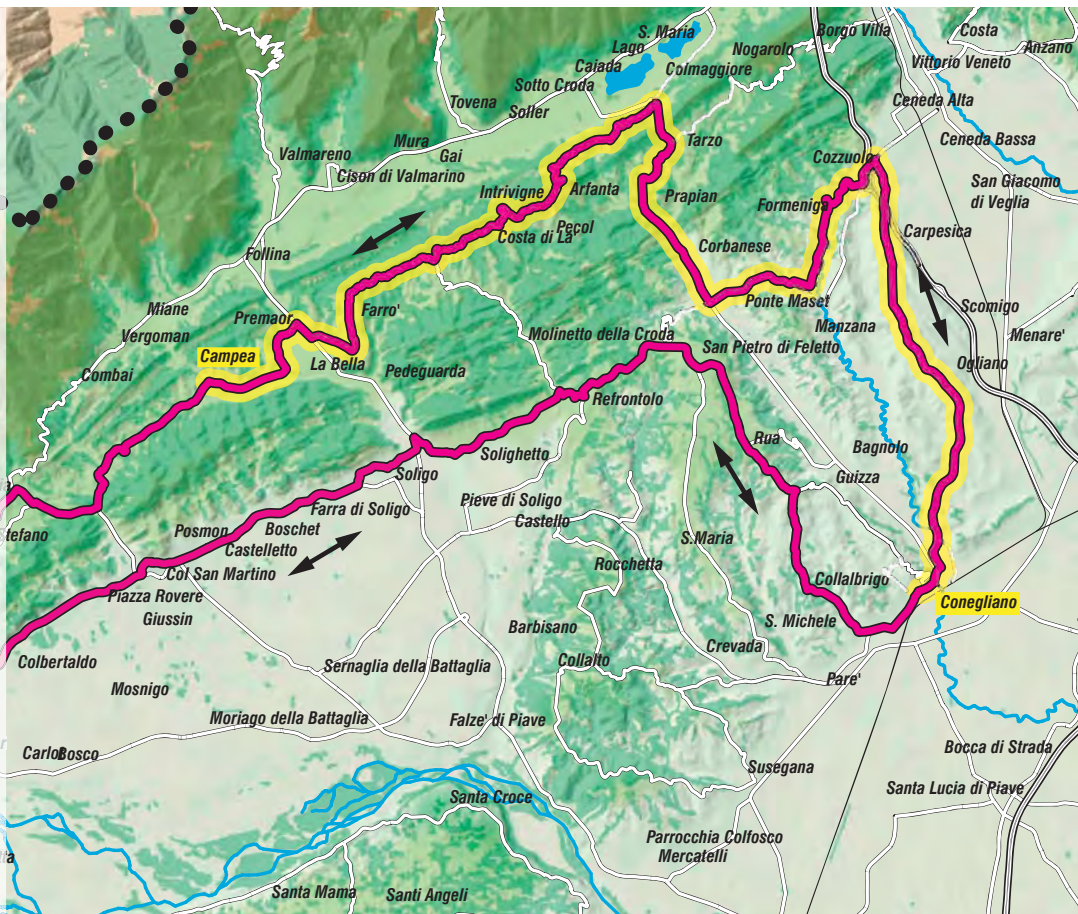 S. Maria
Lago
Borgo Villa
Costa
Nogarolo
Anzano
Vittorio Veneto
Caiada
Colmaggiore
Sotto Croda
Tovena
Soller
Ceneda Alta
Mura
Tarzo
Ceneda Bassa
Valmareno
Gai
Cozzuolo
Cison di Valmarino
San Giacomo
di Veglia
Intrivigne
Arfanta
Prapian
Formeniga
Pecol
Costa di La'
Carpesica
Corbanese
Follina
Miane
Farro'
Ponte Maset
Scomigo
Premaor
Vergoman
Manzana
Menare'
Molinetto della Croda
San Pietro di Feletto
Campea
La Bella
Ogliano
Combai
Pedeguarda
Refrontolo
Rua
Bagnolo
Solighetto
Guizza
Soligo
Pieve di Soligo
Farra di Soligo
tefano
Posmon
Boschet
Castello
Castelletto
S.Maria
Rocchetta
Col San Martino
Collalbrigo
Piazza Rovere
Conegliano
Giussin
S. Michele
Barbisano
Crevada
Colbertaldo
Sernaglia della Battaglia
Collalto
Pare'
Mosnigo
Moriago della Battaglia
Falze' di Piave
Carlo
Bosco
Bocca di Strada
Susegana
Santa Lucia di Piave
Santa Croce
Parrocchia Colfosco
Mercatelli
Santa Mama
Santi Angeli